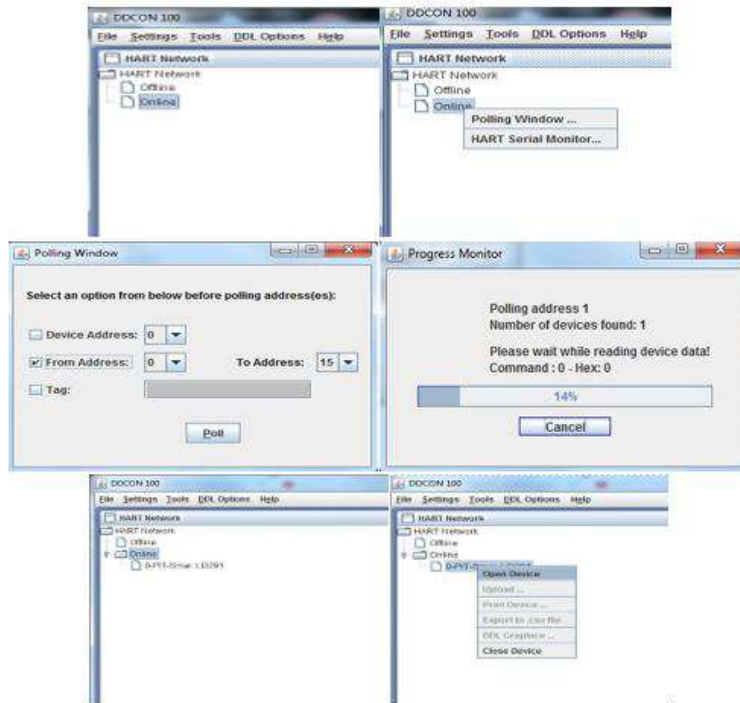 DDCON 100
File Settings Tools DDL Options Help
HART Network
HART Network
Offline
Online
DDCON 100
File Settings Tools DDL Options Help
HART Network
HART Network
Offline
Online
Polling Window ...
HART Serial Monitor...
Polling Window
Select an option from below before polling address(es):
Device Address: 0
From Address: 0 To Address: 15
Tag:
Poll
Progress Monitor
Polling address 1
Number of devices found: 1
Please wait while reading device data!
Command : 0 - Hex: 0
14%
Cancel
DDCON 100
File Settings Tools DDL Options Help
HART Network
HART Network
Offline
Online
DDCON 100
File Settings Tools DDL Options Help
HART Network
HART Network
Offline
Online
Open Device
Upload ...
Print Device ...
Export to .csv file
DDL Graphics ...
Close Device